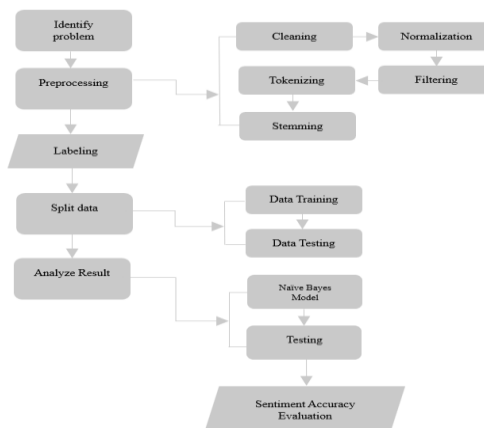 Identify
problem
Cleaning
Normalization
Preprocessing
Tokenizing
Filtering
Stemming
Labeling
Split data
Data Training
Data Testing
Analyze Result
Naïve Bayes
Model
Testing
Sentiment Accuracy
Evaluation